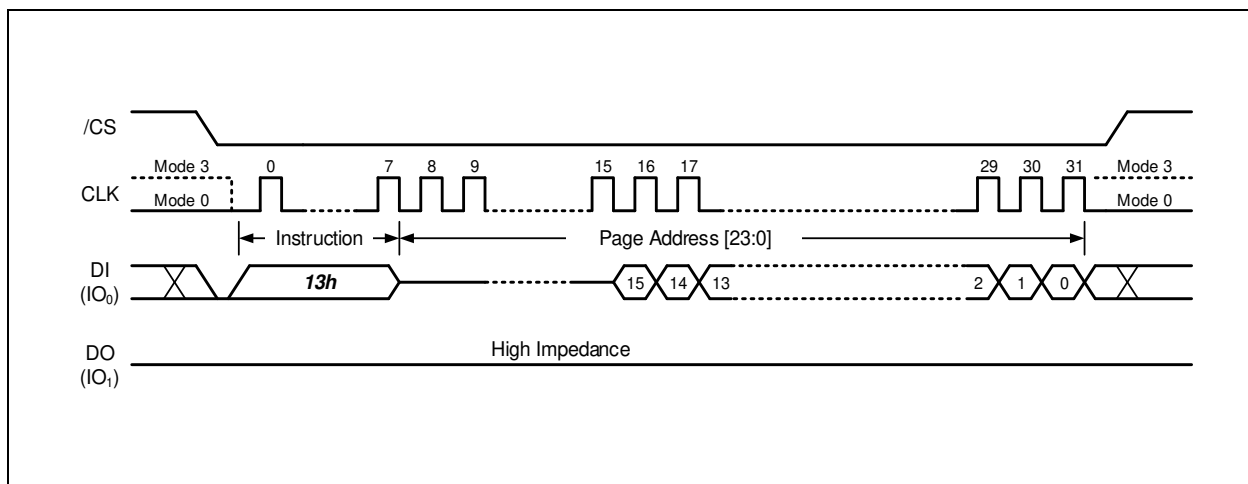 /CS
Mode 3 0 7 8 9 15 16 17 29 30 31 Mode 3
CLK
Mode 0 Mode 0
Instruction Page Address [23:0]
DI
(IO₀)
13h 15 14 13 2 1 0
High Impedance
DO
(IO₁)